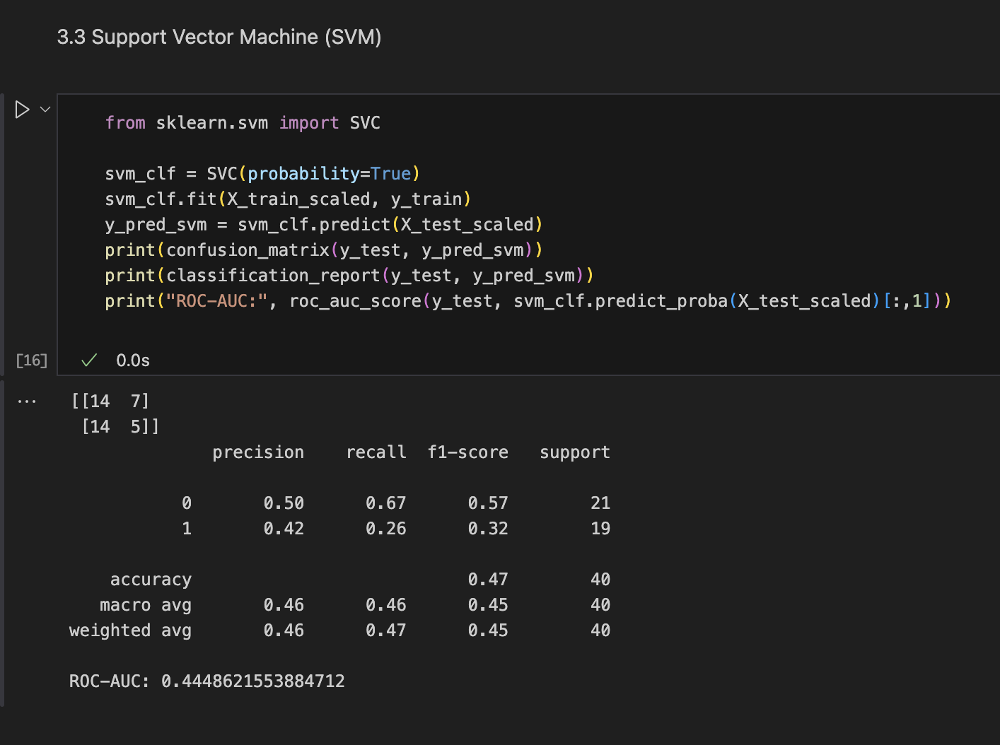 3.3 Support Vector Machine (SVM)
from sklearn.svm import SVC
svm_clf = SVC(probability=True)
svm_clf.fit(X_train_scaled, y_train)
y_pred_svm = svm_clf.predict(X_test_scaled)
print(confusion_matrix(y_test, y_pred_svm))
print(classification_report(y_test, y_pred_svm))
print("ROC-AUC:", roc_auc_score(y_test, svm_clf.predict_proba(X_test_scaled)[:,1]))
[16] ✓ 0.0s
... [[14  7]
 [14  5]]
              precision    recall  f1-score   support
           0       0.50      0.67      0.57        21
           1       0.42      0.26      0.32        19
    accuracy                           0.47        40
   macro avg       0.46      0.46      0.45        40
weighted avg       0.46      0.47      0.45        40
ROC-AUC: 0.4448621553884712